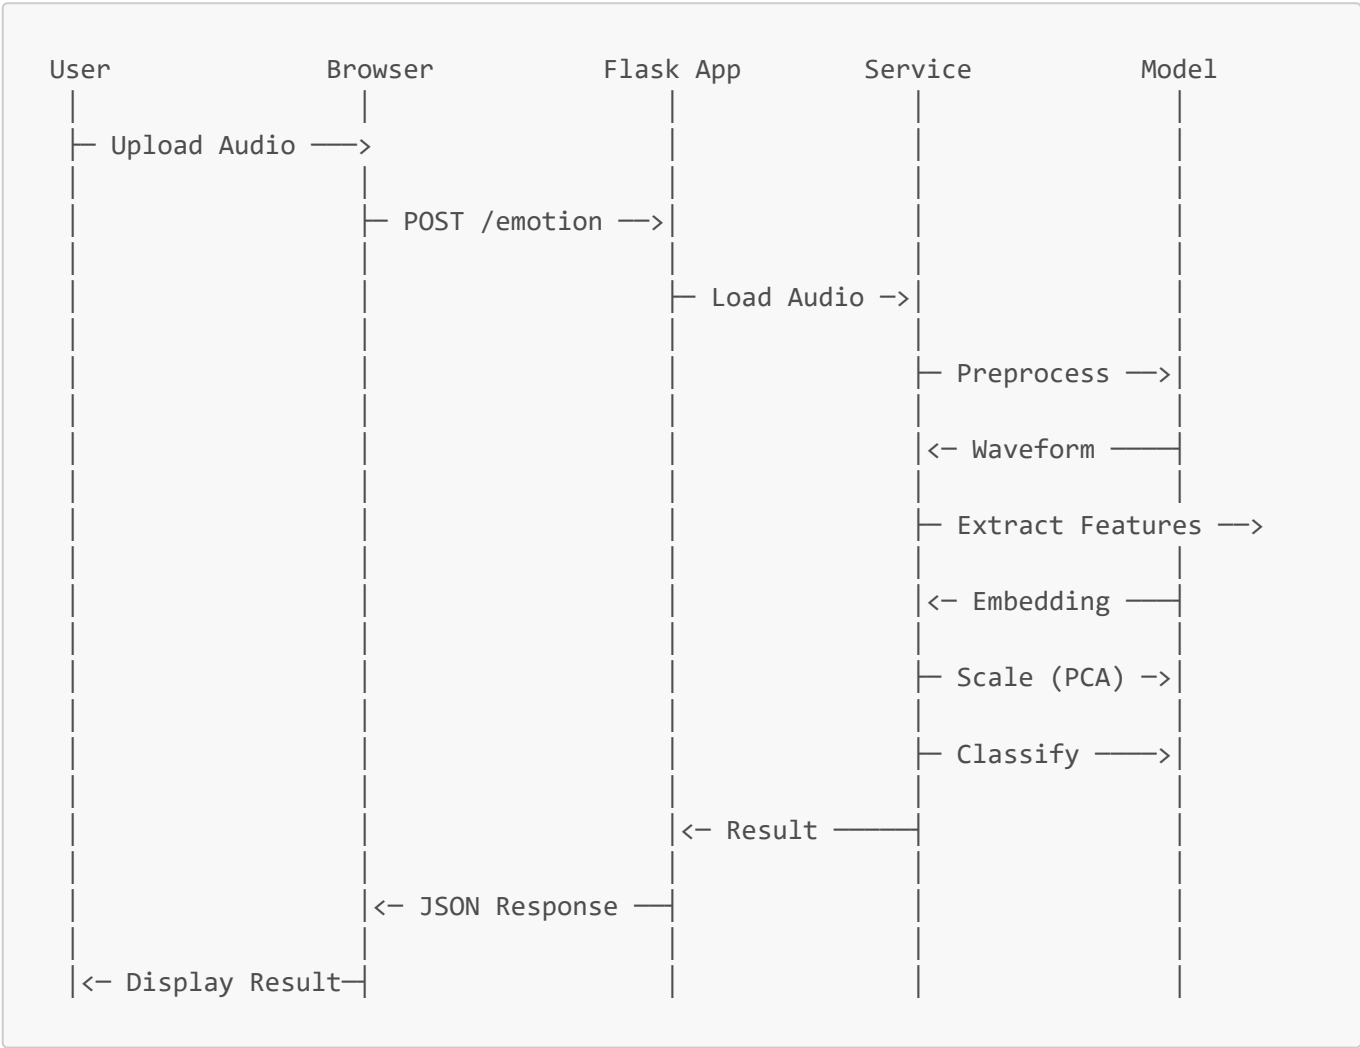 User Browser Flask App Service Model
Upload Audio
POST /emotion
Load Audio
Preprocess
Waveform
Extract Features
Embedding
Scale (PCA)
Classify
Result
JSON Response
Display Result